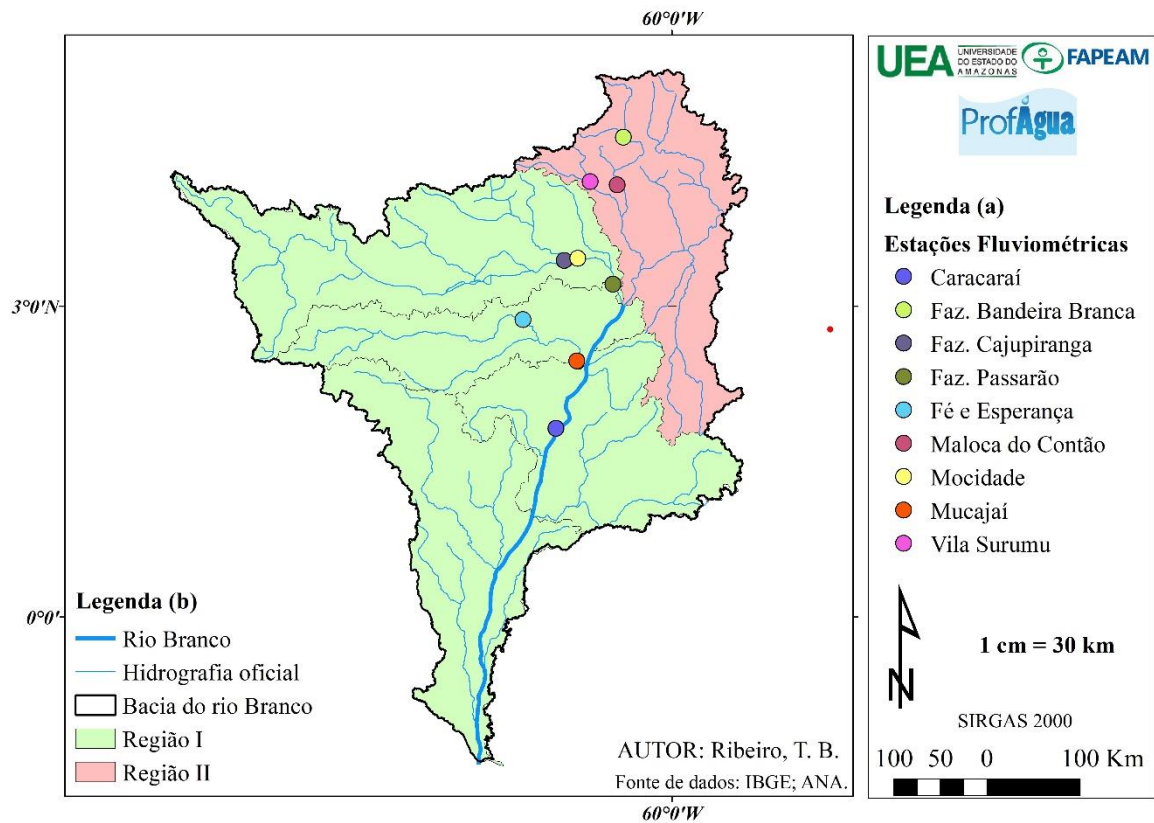 60°0'W
3°0'N
0°0'
Legenda (b)
Rio Branco
Hidrografia oficial
Bacia do rio Branco
Região I
Região II
AUTOR: Ribeiro, T. B.
Fonte de dados: IBGE; ANA.
60°0'W
UEA
UNIVERSIDADE
DO ESTADO DO
AMAZONAS
FAPEAM
ProfÁgua
Legenda (a)
Estações Fluviométricas
Caracaraí
Faz. Bandeira Branca
Faz. Cajupiranga
Faz. Passarão
Fé e Esperança
Maloca do Contão
Mocidade
Mucajaí
Vila Surumu
N
1 cm = 30 km
SIRGAS 2000
100 50 0 100 Km